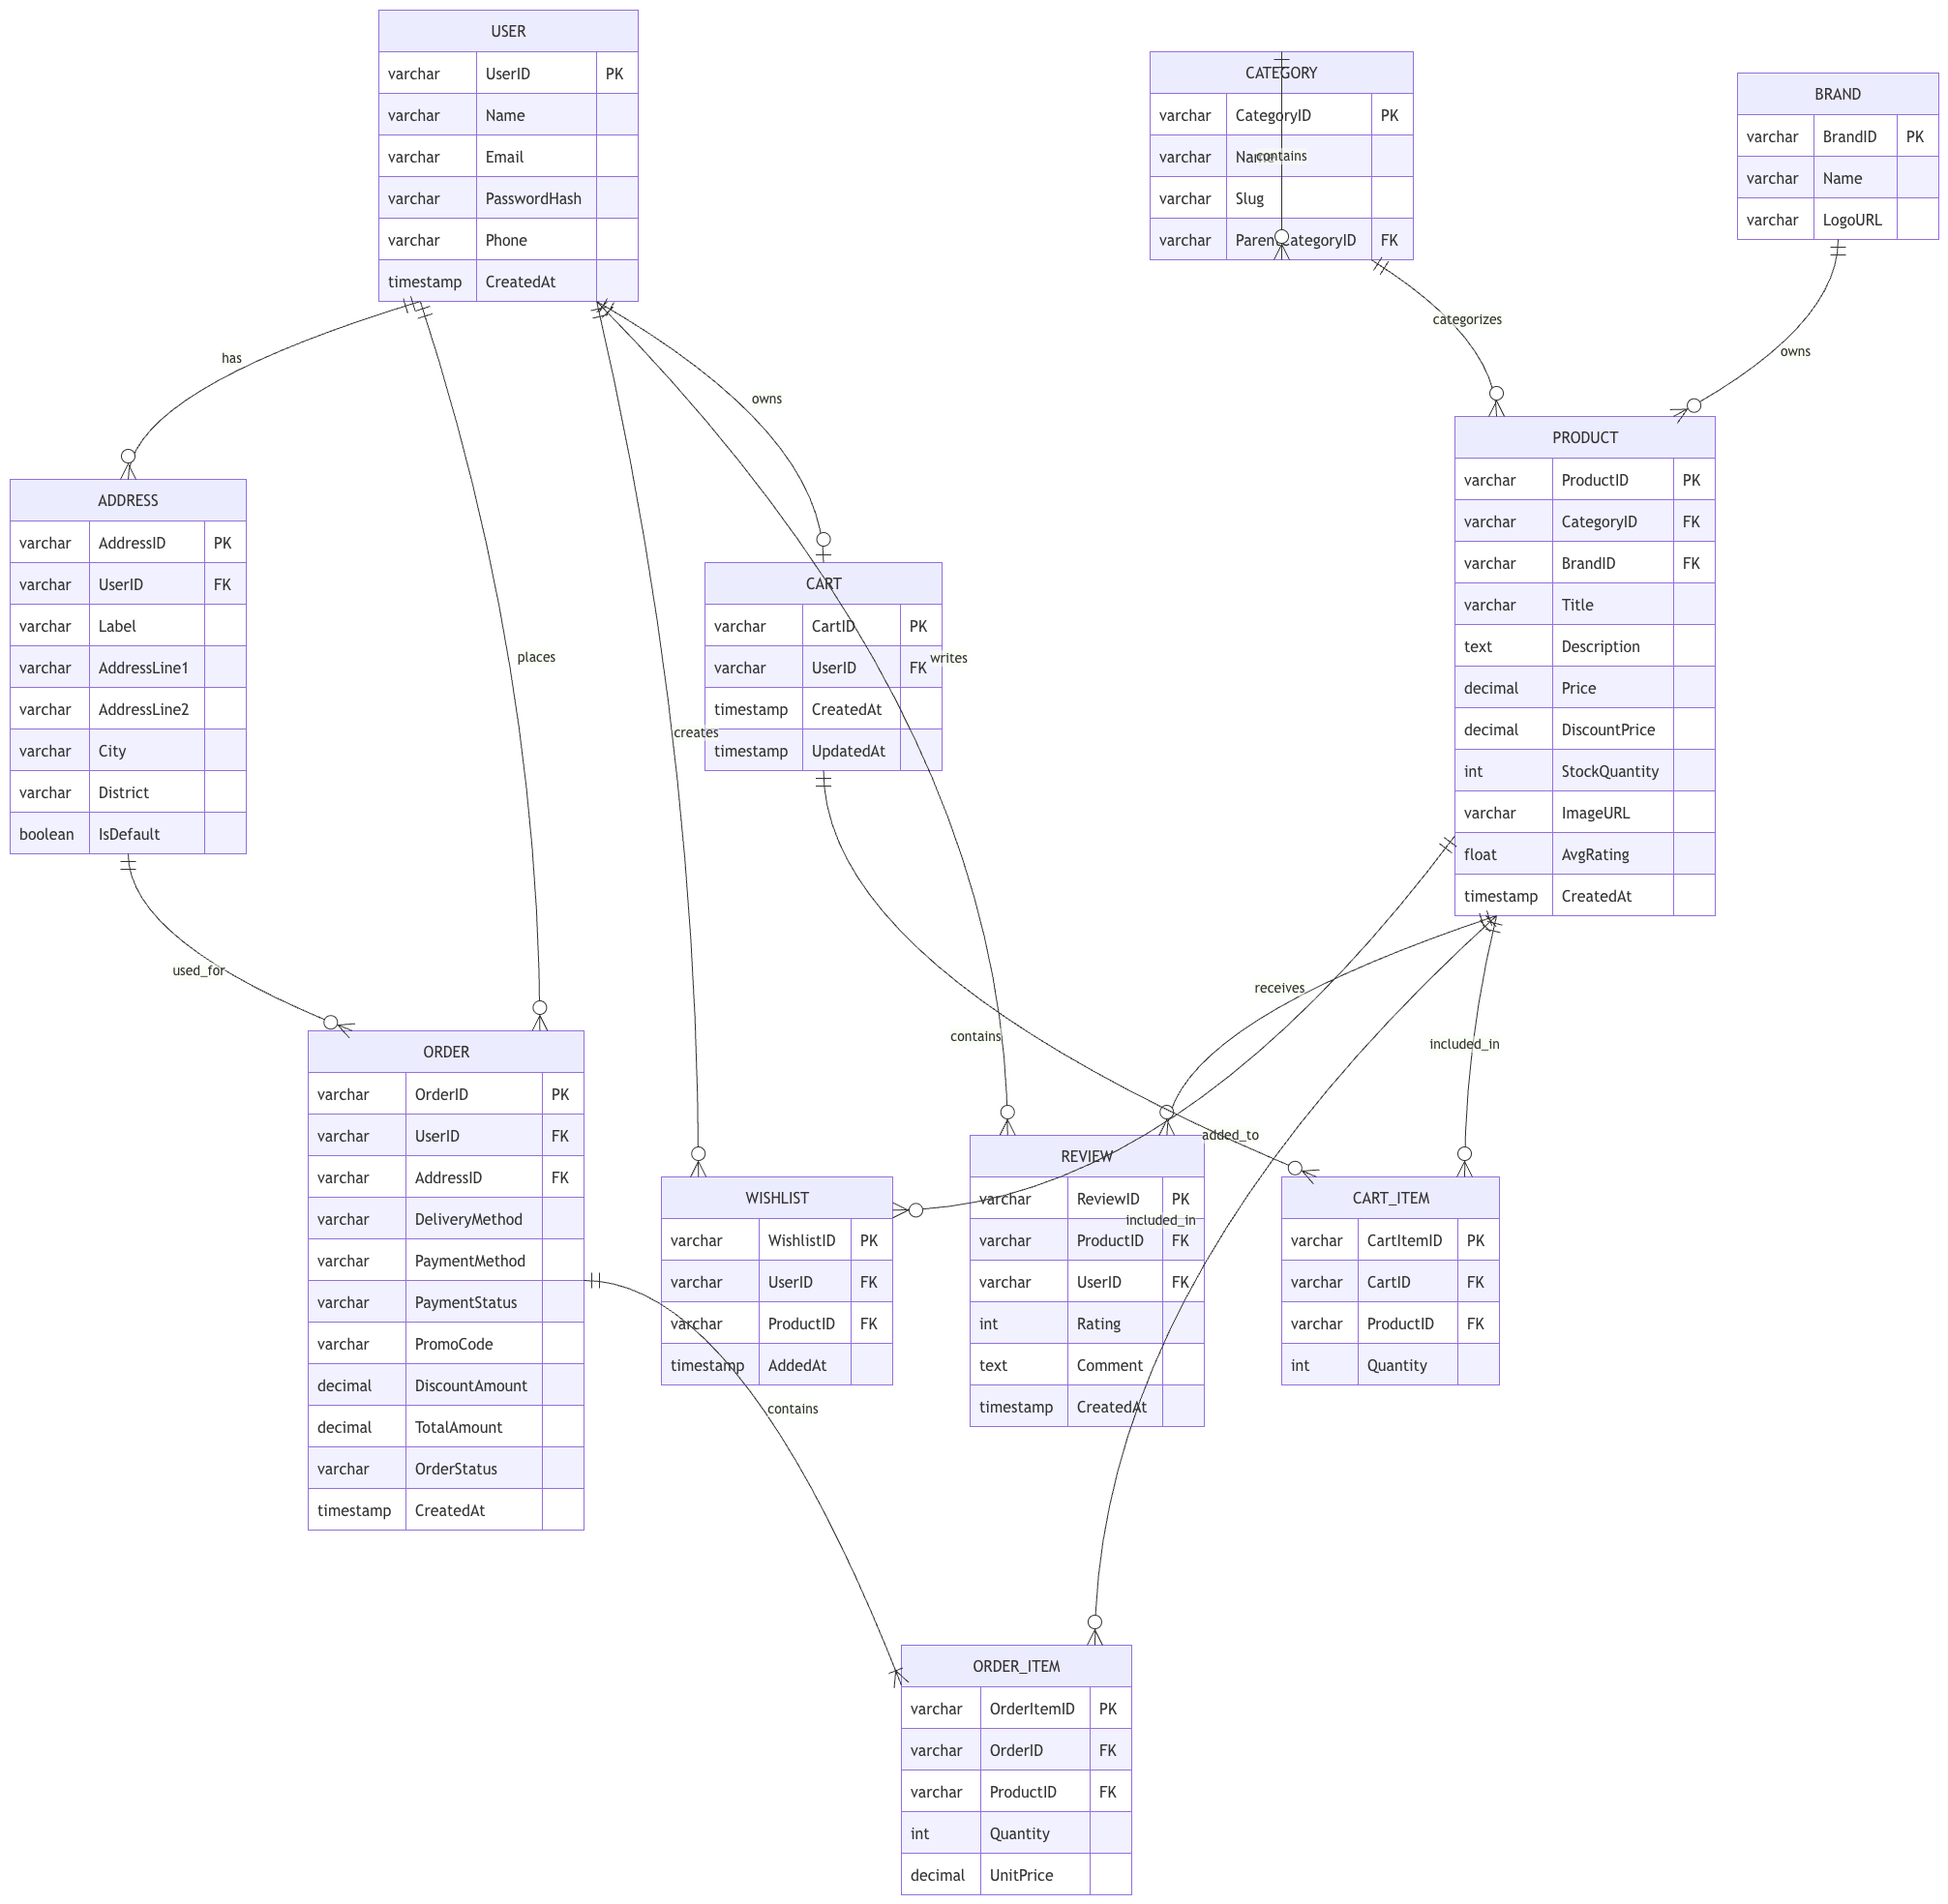 USER
varchar UserID PK
varchar Name
varchar Email
varchar PasswordHash
varchar Phone
timestamp CreatedAt
CATEGORY
varchar CategoryID PK
varchar Name
contains
varchar Slug
varchar ParentCategoryID FK
BRAND
varchar BrandID PK
varchar Name
varchar LogoURL
has
owns
categorizes
owns
places
creates
writes
ADDRESS
varchar AddressID PK
varchar UserID FK
varchar Label
varchar AddressLine1
varchar AddressLine2
varchar City
varchar District
boolean IsDefault
CART
varchar CartID PK
varchar UserID FK
timestamp CreatedAt
timestamp UpdatedAt
PRODUCT
varchar ProductID PK
varchar CategoryID FK
varchar BrandID FK
varchar Title
text Description
decimal Price
decimal DiscountPrice
int StockQuantity
varchar ImageURL
float AvgRating
timestamp CreatedAt
used_for
contains
receives
included_in
added_to
included_in
ORDER
varchar OrderID PK
varchar UserID FK
varchar AddressID FK
varchar DeliveryMethod
varchar PaymentMethod
varchar PaymentStatus
varchar PromoCode
decimal DiscountAmount
decimal TotalAmount
varchar OrderStatus
timestamp CreatedAt
WISHLIST
varchar WishlistID PK
varchar UserID FK
varchar ProductID FK
timestamp AddedAt
REVIEW
varchar ReviewID PK
varchar ProductID FK
varchar UserID FK
int Rating
text Comment
timestamp CreatedAt
CART_ITEM
varchar CartItemID PK
varchar CartID FK
varchar ProductID FK
int Quantity
contains
ORDER_ITEM
varchar OrderItemID PK
varchar OrderID FK
varchar ProductID FK
int Quantity
decimal UnitPrice